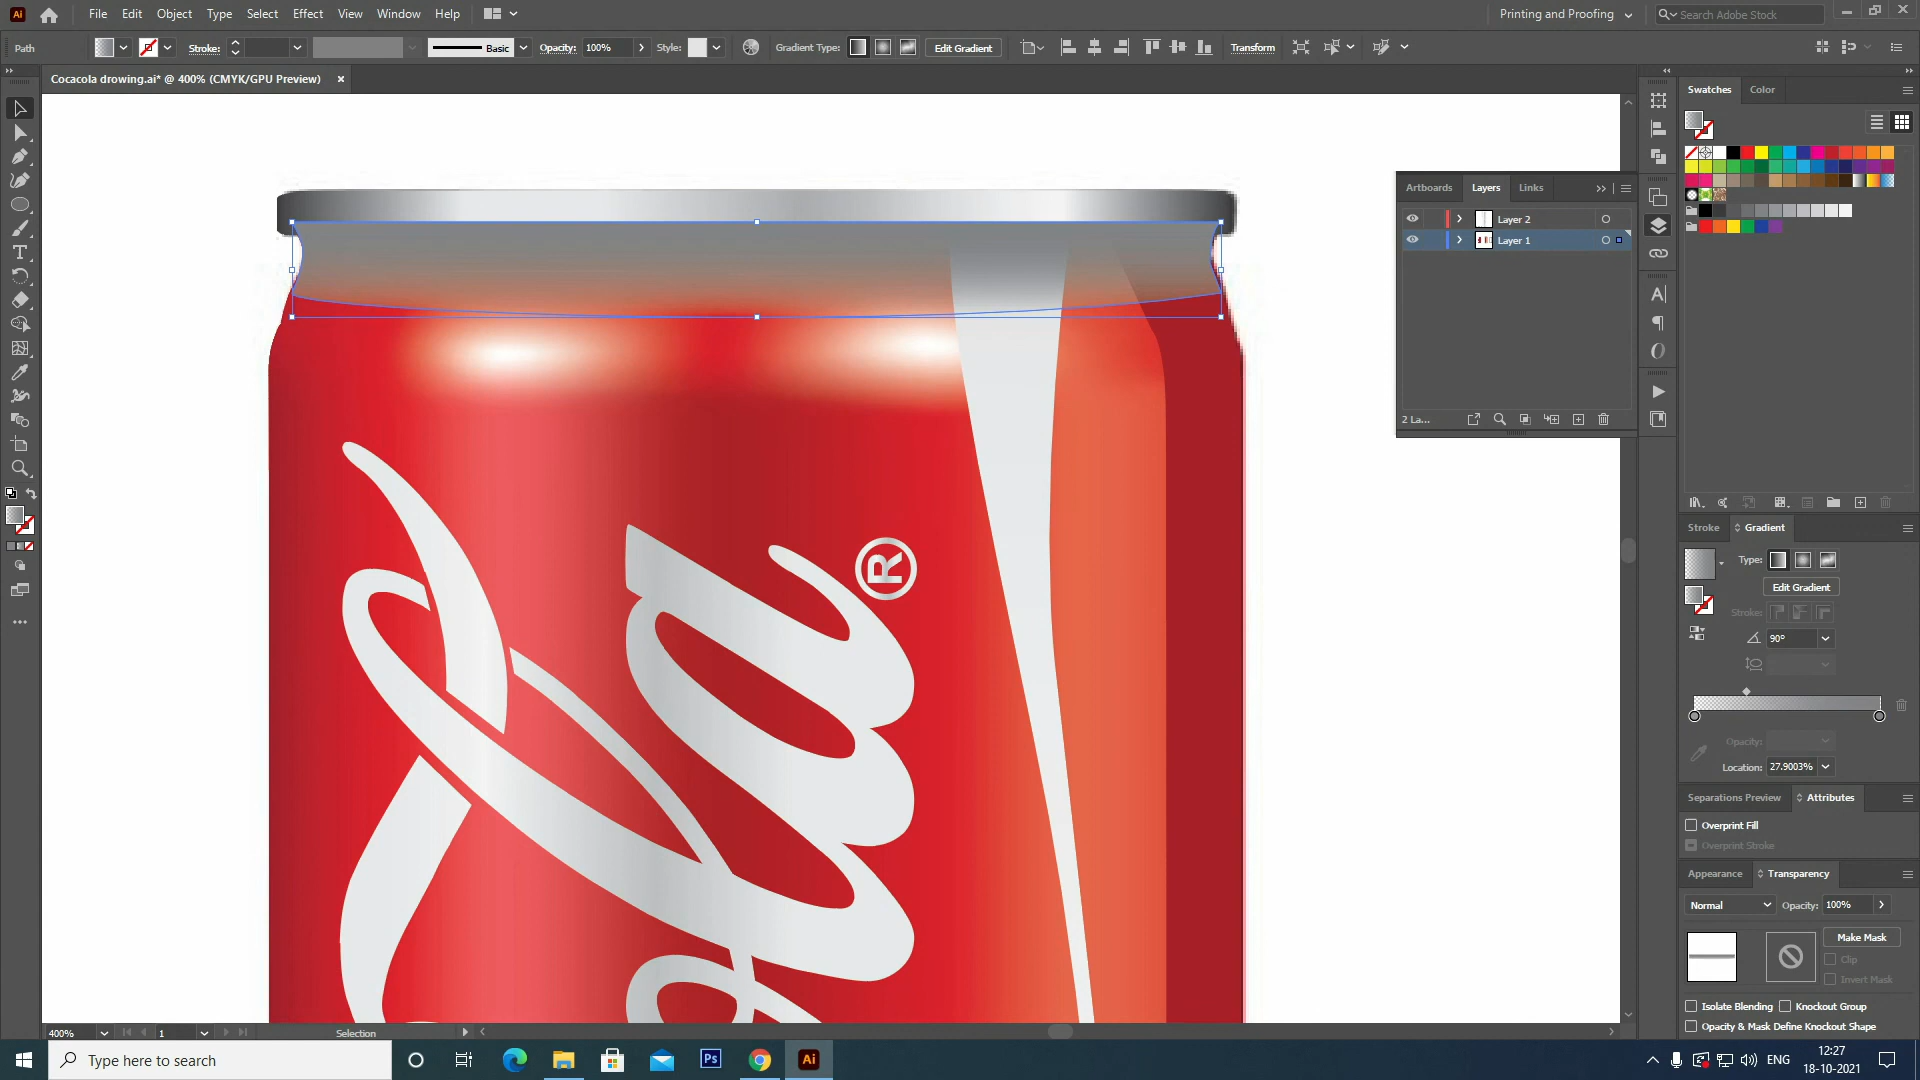 Ai File Edit Object Type Select Effect View Window Help Printing and Proofing Search Adobe Stock
Path Stroke: Basic Opacity: 100% Style: Gradient Type: Edit Gradient Transform
Cocacola drowing.ai* @ 400% (CMYK/GPU Preview) ×
Swatches Color
Artboards Layers Links
Layer 2
Layer 1
2 La...
Stroke Gradient
Type:
Edit Gradient
Stroke:
90°
Opacity:
Location: 27.9003%
Separations Preview Attributes
Overprint Fill
Overprint Stroke
Appearance Transparency
Normal Opacity: 100%
Make Mask
Clip
Invert Mask
Isolate Blending Knockout Group
Opacity & Mask Define Knockout Shape
®
ola
400% 1 Selection
Type here to search Ps Ai ENG 12:27
18-10-2021